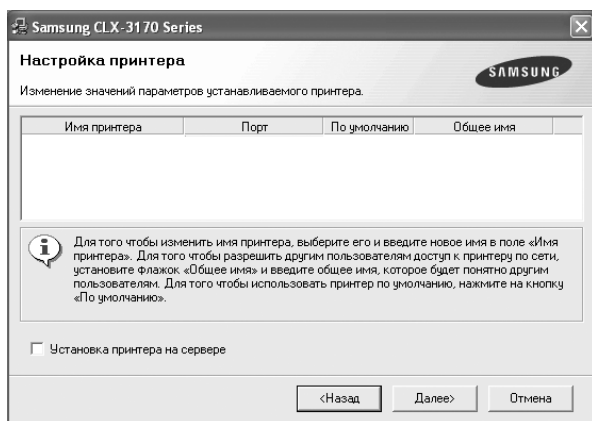 Samsung CLX-3170 Series
Настройка принтера
SAMSUNG
Изменение значений параметров устанавливаемого принтера.
Имя принтера Порт По умолчанию Общее имя
Для того чтобы изменить имя принтера, выберите его и введите новое имя в поле «Имя
принтера». Для того чтобы разрешить другим пользователям доступ к принтеру по сети,
установите флажок «Общее имя» и введите общее имя, которое будет понятно другим
пользователям. Для того чтобы использовать принтер по умолчанию, нажмите на кнопку
«По умолчанию».
Установка принтера на сервере
<Назад Далее> Отмена